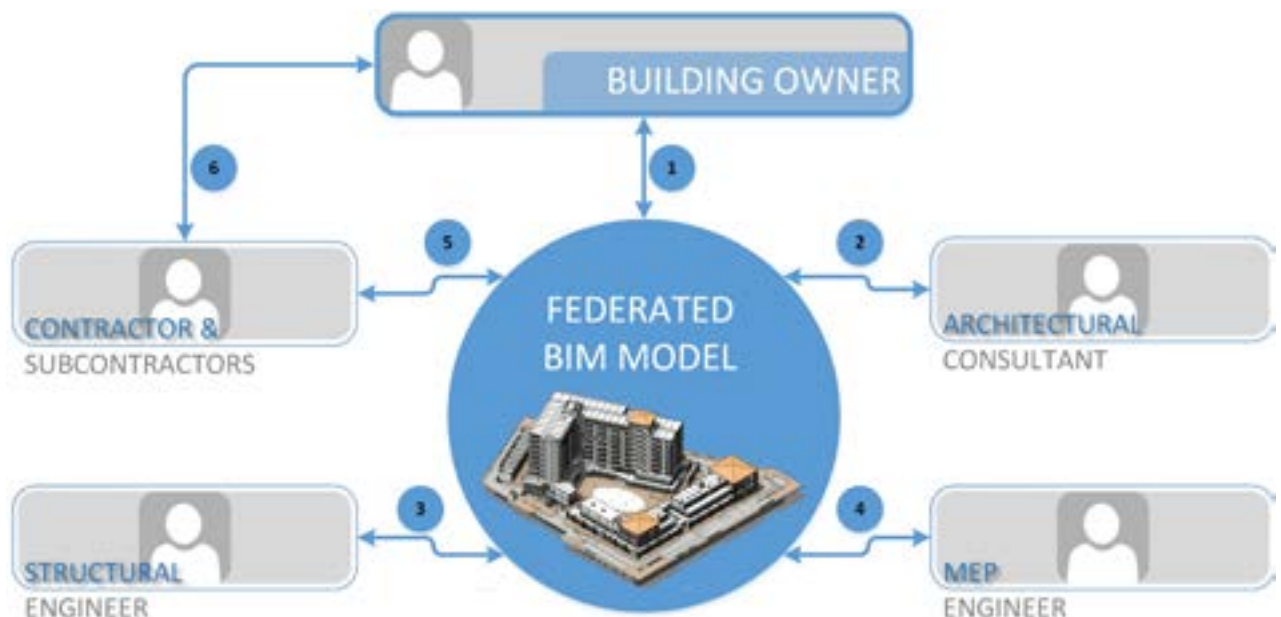 BUILDING OWNER
6
1
5
2
CONTRACTOR &
SUBCONTRACTORS
FEDERATED
BIM MODEL
ARCHITECTURAL
CONSULTANT
3
4
STRUCTURAL
ENGINEER
MEP
ENGINEER